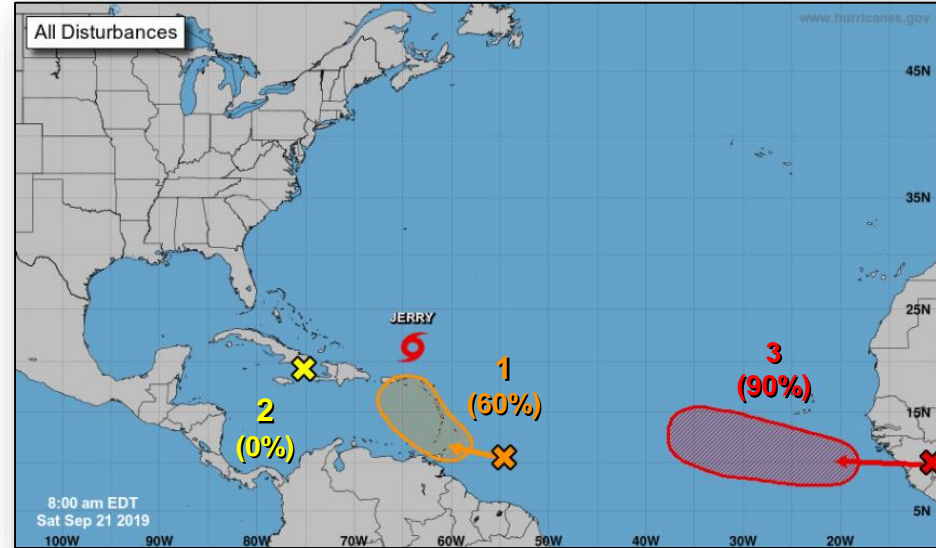 All Disturbances
www.hurricanes.gov
45N
35N
25N
JERRY
3
(90%)
1
(60%)
2
(0%)
15N
5N
8:00 am EDT
Sat Sep 21 2019
100W 90W 80W 70W 60W 50W 40W 30W 20W